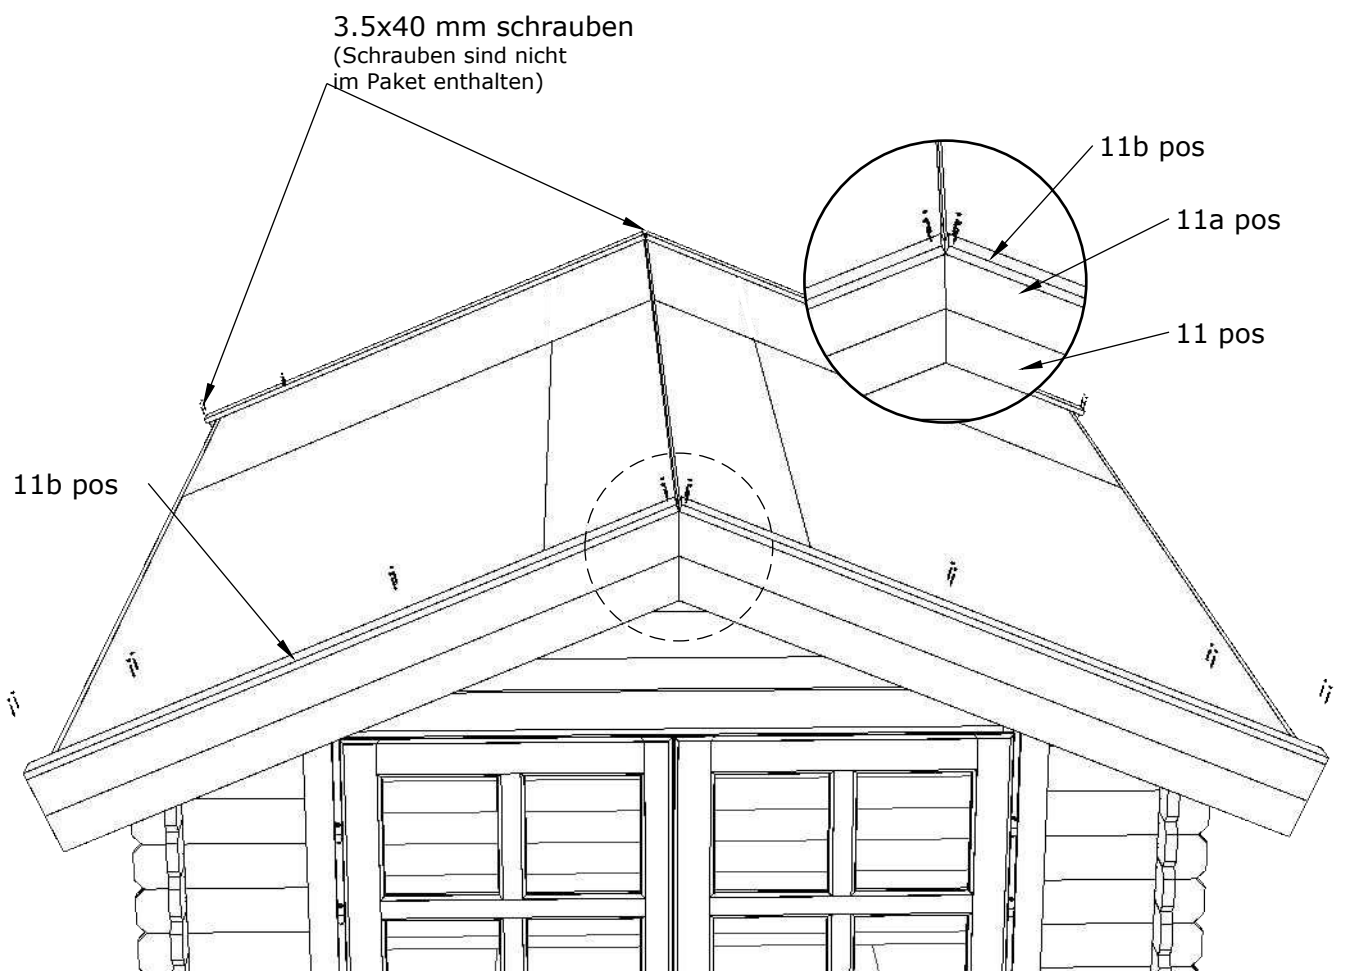 3.5x40 mm schrauben
(Schrauben sind nicht
im Paket enthalten)
11b pos
11a pos
11 pos
11b pos